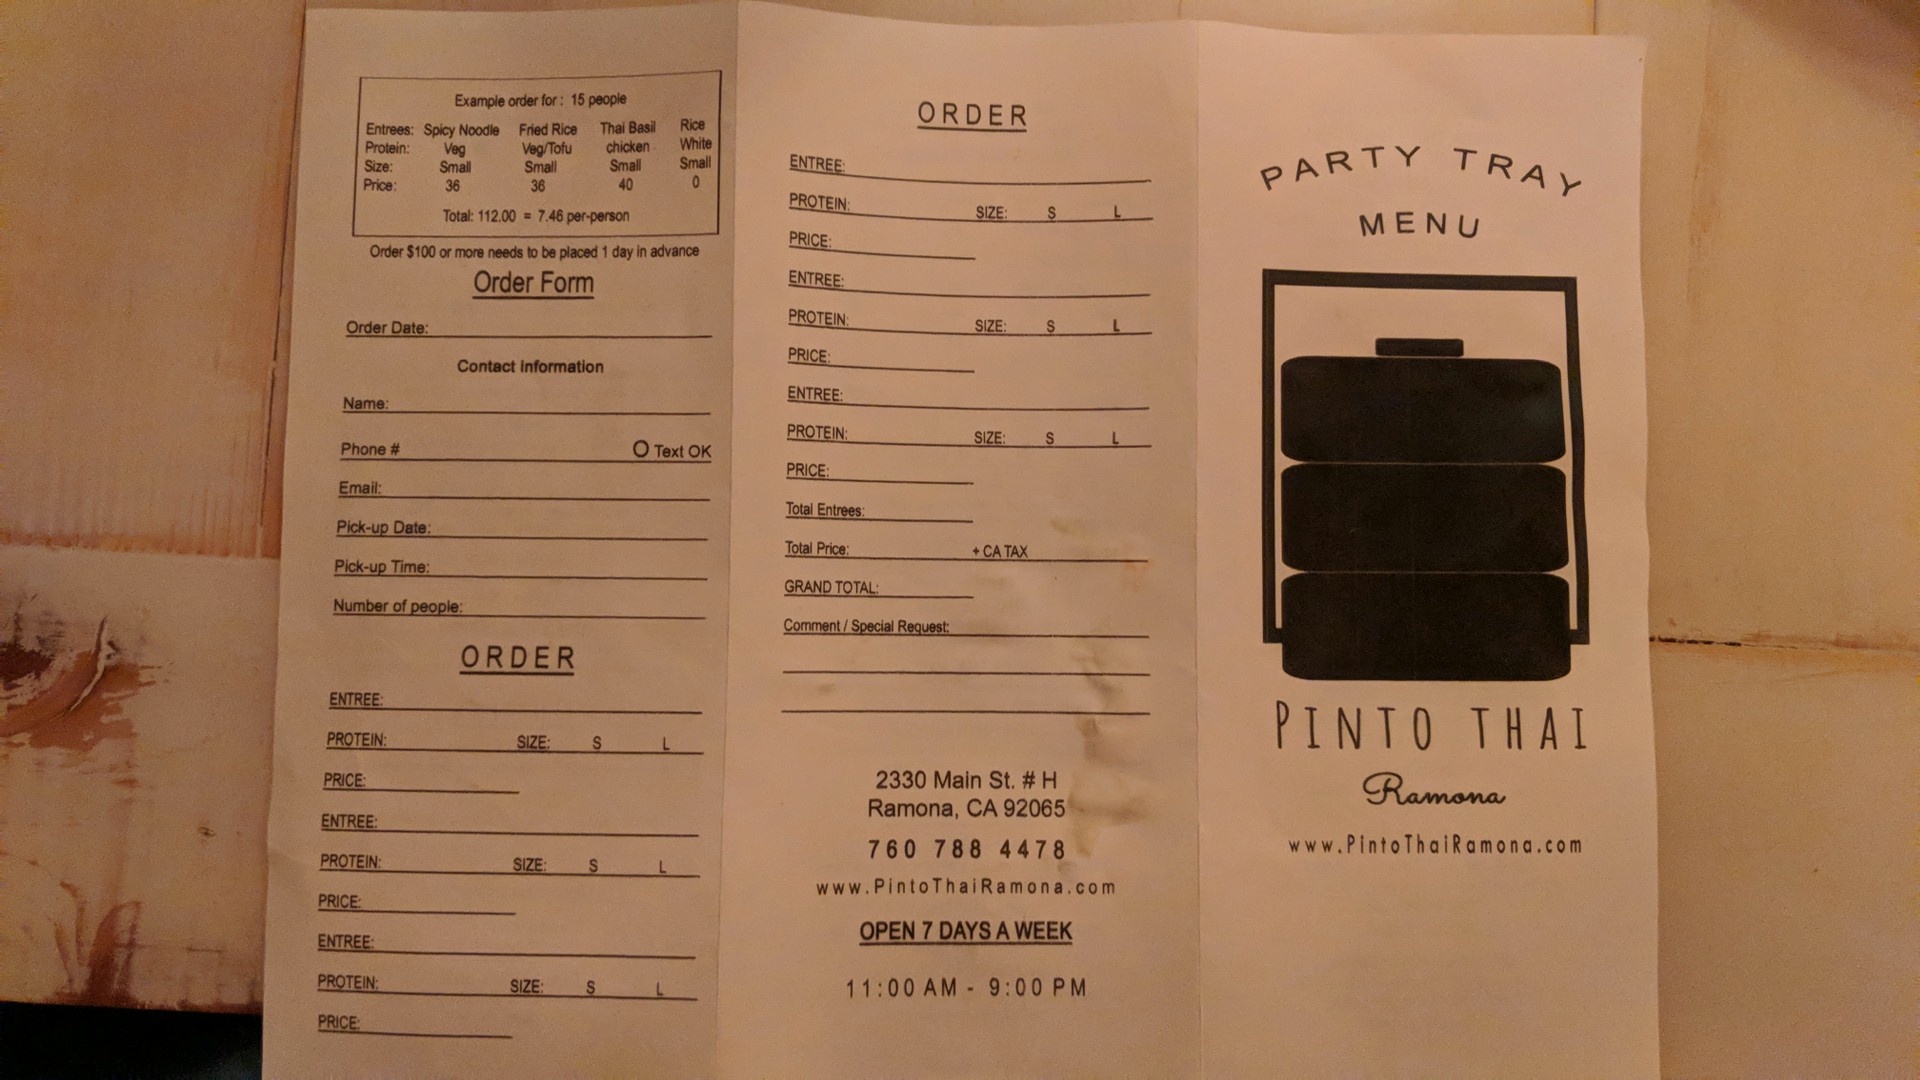 Example order for : 15 people
Entrees: Spicy Noodle Fried Rice Thai Basil Rice
Protein: Veg Veg/Tofu chicken White
Size: Small Small Small Small
Price: 36 36 40 0
Total: 112.00 = 7.46 per-person
Order $100 or more needs to be placed 1 day in advance
Order Form
Order Date:
Contact Information
Name:
Phone # O Text OK
Email:
Pick-up Date:
Pick-up Time:
Number of people:
ORDER
ENTREE:
PROTEIN: SIZE: S L
PRICE:
ENTREE:
PROTEIN: SIZE: S L
PRICE:
ENTREE:
PROTEIN: SIZE: S L
PRICE:
ORDER
ENTREE:
PROTEIN: SIZE: S L
PRICE:
ENTREE:
PROTEIN: SIZE: S L
PRICE:
ENTREE:
PROTEIN: SIZE: S L
PRICE:
Total Entrees:
Total Price: + CA TAX
GRAND TOTAL:
Comment / Special Request:
2330 Main St. # H
Ramona, CA 92065
760 788 4478
www.PintoThaiRamona.com
OPEN 7 DAYS A WEEK
11:00 AM - 9:00 PM
PARTY TRAY
MENU
PINTO THAI
Ramona
www.PintoThaiRamona.com